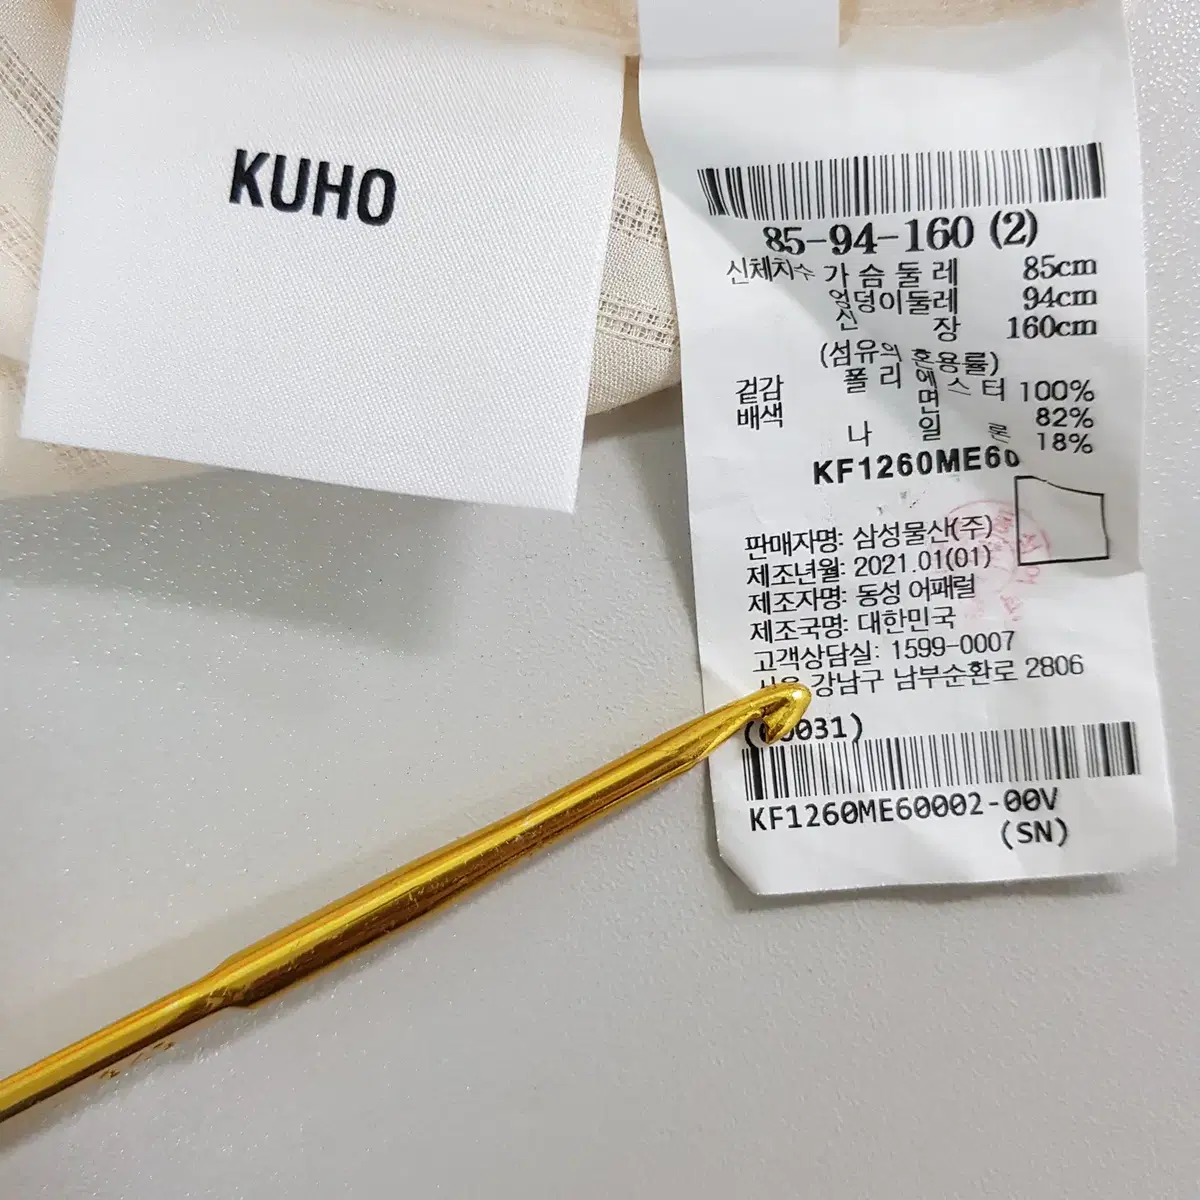 KUHO
85-94-160 (2)
신체치수 가슴둘레 85cm
엉덩이둘레 94cm
신장 160cm
(섬유의 혼용률)
겉감 폴리에스터 100%
배색 면 82%
나일론 18%
KF1260ME60
판매자명: 삼성물산(주)
제조년월: 2021.01(01)
제조자명: 동성 어패럴
제조국명: 대한민국
고객상담실: 1599-0007
강남구 남부순환로 2806
KF1260ME60002-00V
(SN)